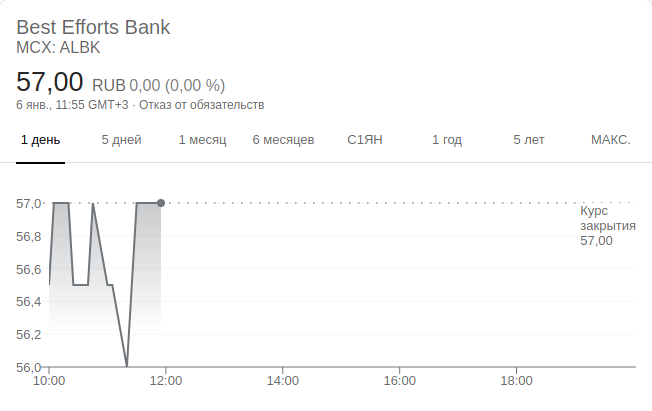 Best Efforts Bank
MCX: ALBK
57,00 RUB 0,00 (0,00 %)
6 янв., 11:55 GMT+3 · Отказ от обязательств
1 день 5 дней 1 месяц 6 месяцев С1ЯН 1 год 5 лет МАКС.
57,0
Курс
закрытия
57,00
56,8
56,6
56,4
56,2
56,0
10:00 12:00 14:00 16:00 18:00